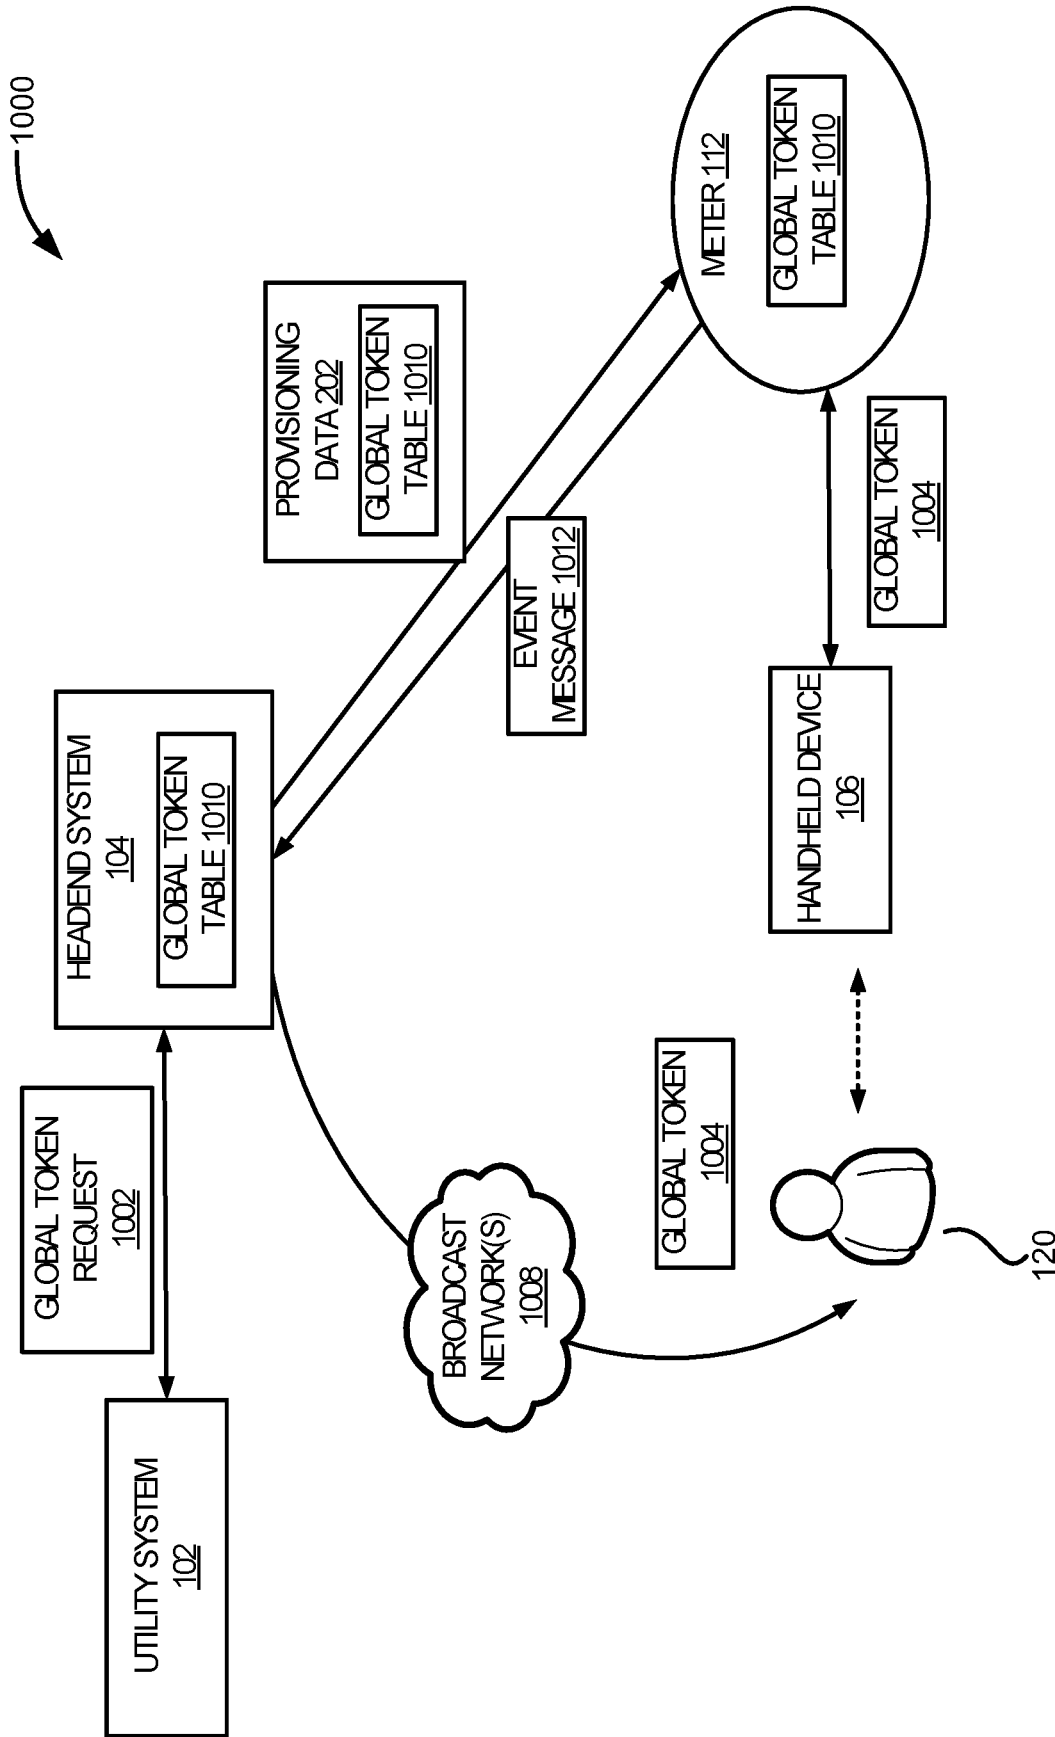 1000
UTILITY SYSTEM
102
GLOBAL TOKEN
REQUEST
1002
HEADEND SYSTEM
104
GLOBAL TOKEN
TABLE 1010
PROVISIONING
DATA 202
GLOBAL TOKEN
TABLE 1010
EVENT
MESSAGE 1012
BROADCAST
NETWORK(S)
1008
GLOBAL TOKEN
1004
120
HANDHELD DEVICE
106
GLOBAL TOKEN
1004
METER 112
GLOBAL TOKEN
TABLE 1010